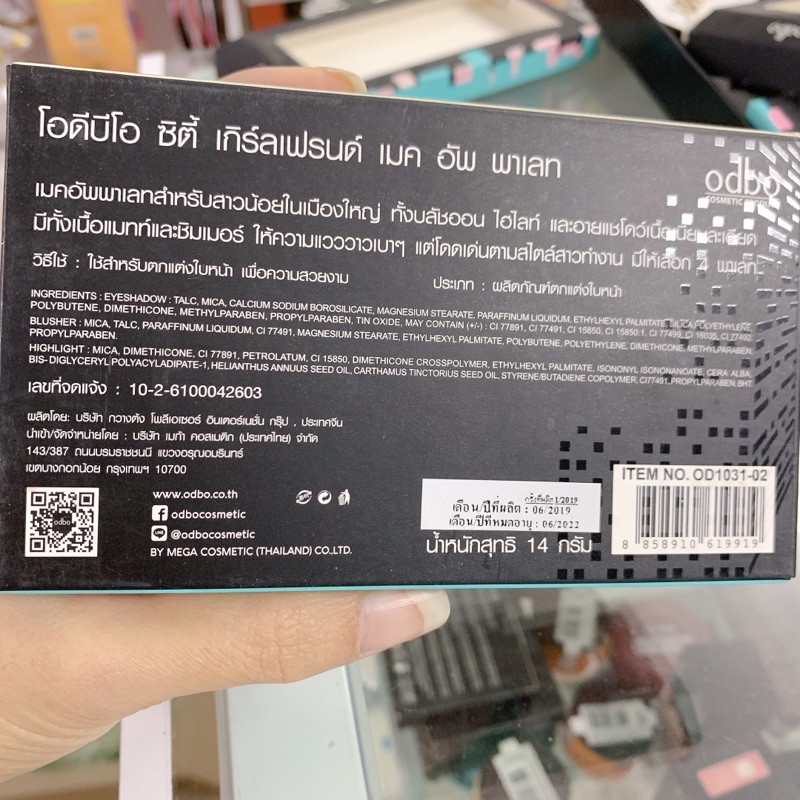 โอดีบีโอ ซิตี้ เกิร์ลเฟรนด์ เมค อัพ พาเลท
odbo
COSMETIC
เมคอัพพาเลทสำหรับสาวน้อยในเมืองใหญ่ ทั้งบลัชออน ไฮไลท์ และอายแชโดว์เนื้อเนียนละเอียด
มีทั้งเนื้อแมทท์และชิมเมอร์ ให้ความแวววาวเบาๆ แต่โดดเด่นตามสไตล์สาวทำงาน มีให้เลือก 4 พาเลท
วิธีใช้ : ใช้สำหรับตกแต่งใบหน้า เพื่อความสวยงาม ประเภท : ผลิตภัณฑ์ตกแต่งใบหน้า
INGREDIENTS : EYESHADOW : TALC, MICA, CALCIUM SODIUM BOROSILICATE, MAGNESIUM STEARATE, PARAFFINUM LIQUIDUM, ETHYLHEXYL PALMITATE, SILICA, POLYETHYLENE,
POLYBUTENE, DIMETHICONE, METHYLPARABEN, PROPYLPARABEN, TIN OXIDE, MAY CONTAIN (+/-) : CI 77891, CI 77491, CI 15850, CI 15850:1, CI 77499, CI 16035, CI 77492
BLUSHER : MICA, TALC, PARAFFINUM LIQUIDUM, CI 77491, MAGNESIUM STEARATE, ETHYLHEXYL PALMITATE, POLYBUTENE, POLYETHYLENE, DIMETHICONE, METHYLPARABEN,
PROPYLPARABEN.
HIGHLIGHT : MICA, DIMETHICONE, CI 77891, PETROLATUM, CI 15850, DIMETHICONE CROSSPOLYMER, ETHYLHEXYL PALMITATE, ISONONYL ISONONANOATE, CERA ALBA,
BIS-DIGLYCERYL POLYACYLADIPATE-1, HELIANTHUS ANNUUS SEED OIL, CARTHAMUS TINCTORIUS SEED OIL, STYRENE/BUTADIENE COPOLYMER, CI77491, PROPYLPARABEN, BHT
เลขที่จดแจ้ง : 10-2-6100042603
ผลิตโดย: บริษัท กวางตัง โพลีเอเซอร์ อินเตอร์เนชั่น กรุ๊ป , ประเทศจีน
นำเข้า/จัดจำหน่ายโดย : บริษัท เมก้า คอสเมติก (ประเทศไทย) จำกัด
143/387 ถนนบรมราชชนนี แขวงอรุณอมรินทร์
เขตบางกอกน้อย กรุงเทพฯ 10700
odbo
www.odbo.co.th
odbocosmetic
LINE @odbocosmetic
BY MEGA COSMETIC (THAILAND) CO.,LTD.
ครั้งที่ผลิต 1/2019
เดือน/ปีที่ผลิต : 06/2019
เดือน/ปีที่หมดอายุ : 06/2022
น้ำหนักสุทธิ 14 กรัม
ITEM NO. OD1031-02
8 858910 619919